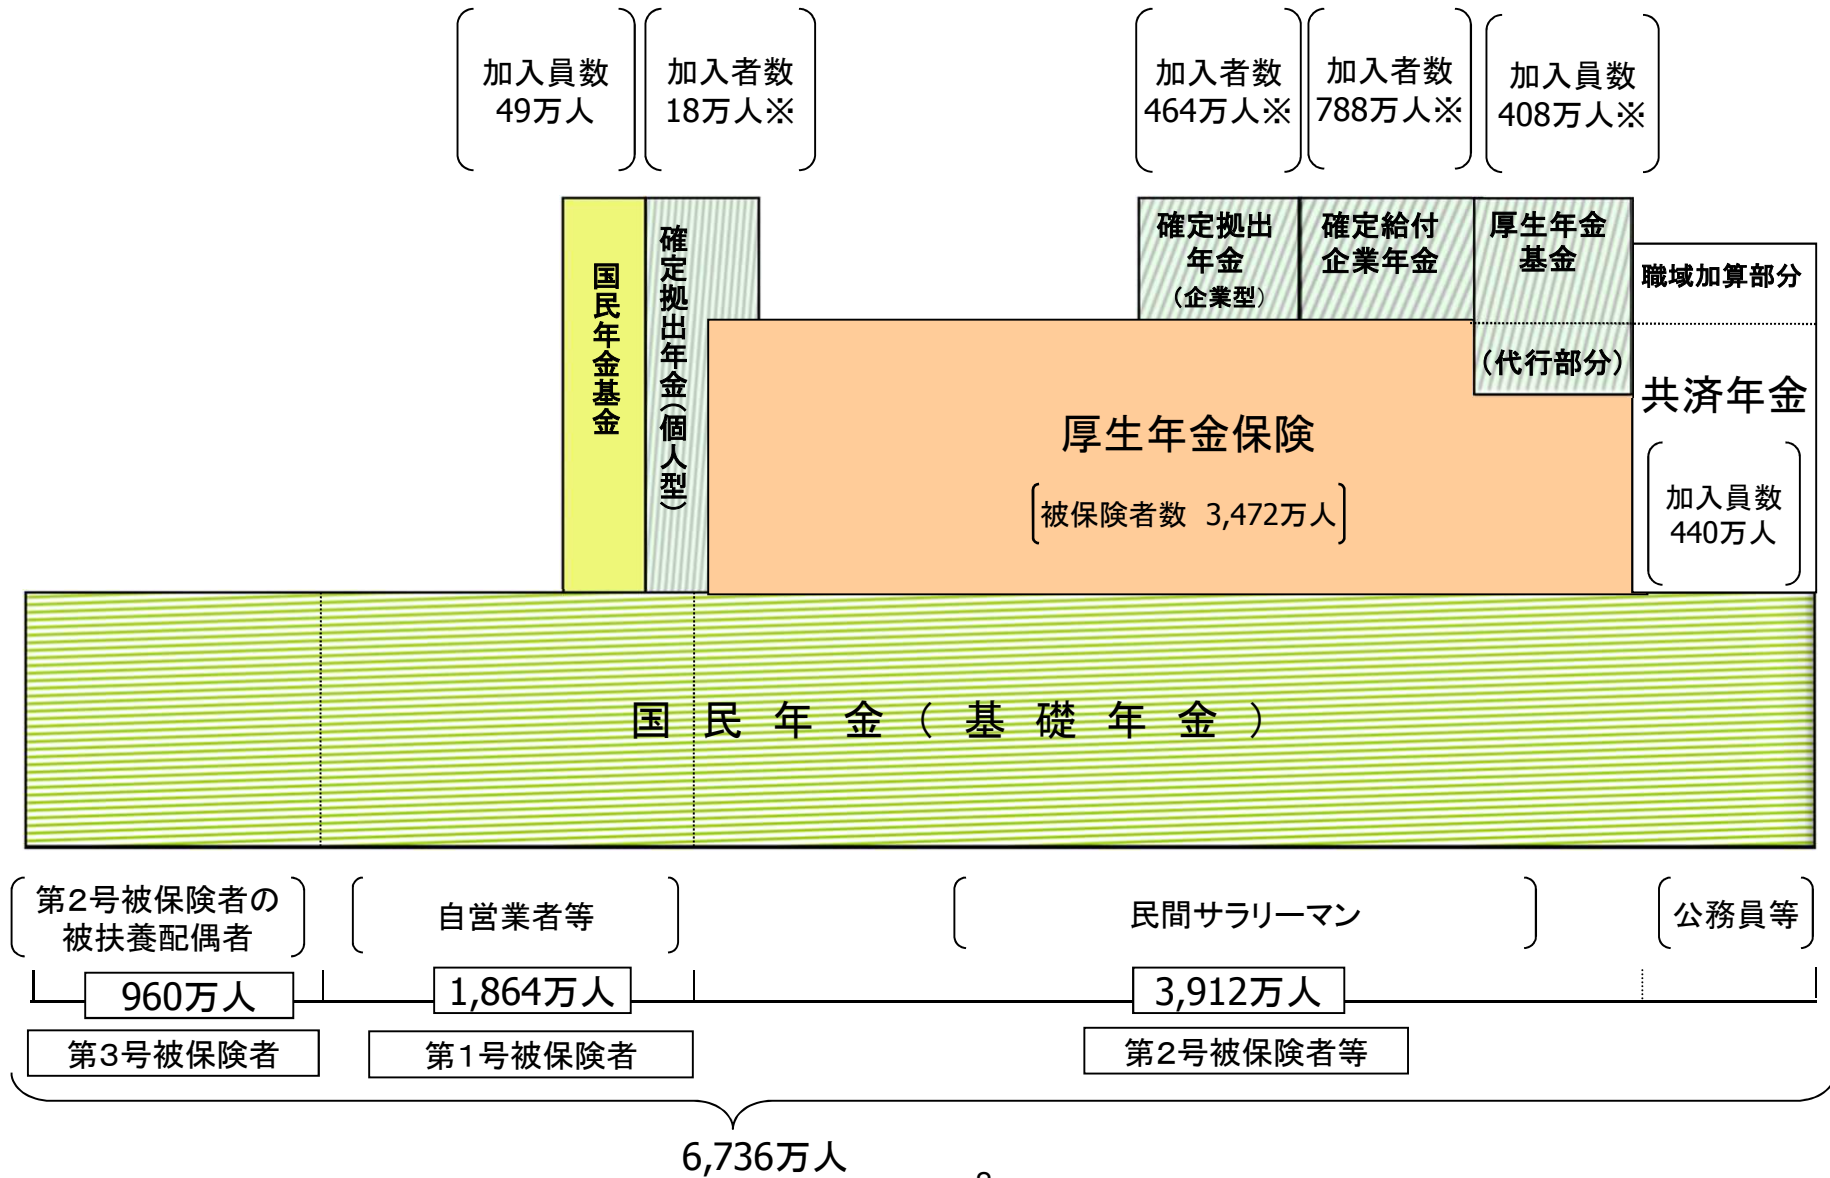 加入員数
49万人
加入者数
18万人※
加入者数
464万人※
加入者数
788万人※
加入員数
408万人※
国民年金基金
確定拠出年金(個人型)
確定拠出
年金
(企業型)
確定給付
企業年金
厚生年金
基金
(代行部分)
職域加算部分
共済年金
加入員数
440万人
厚生年金保険
被保険者数 3,472万人
国民年金(基礎年金)
第2号被保険者の
被扶養配偶者
自営業者等
民間サラリーマン
公務員等
960万人
1,864万人
3,912万人
第3号被保険者
第1号被保険者
第2号被保険者等
6,736万人